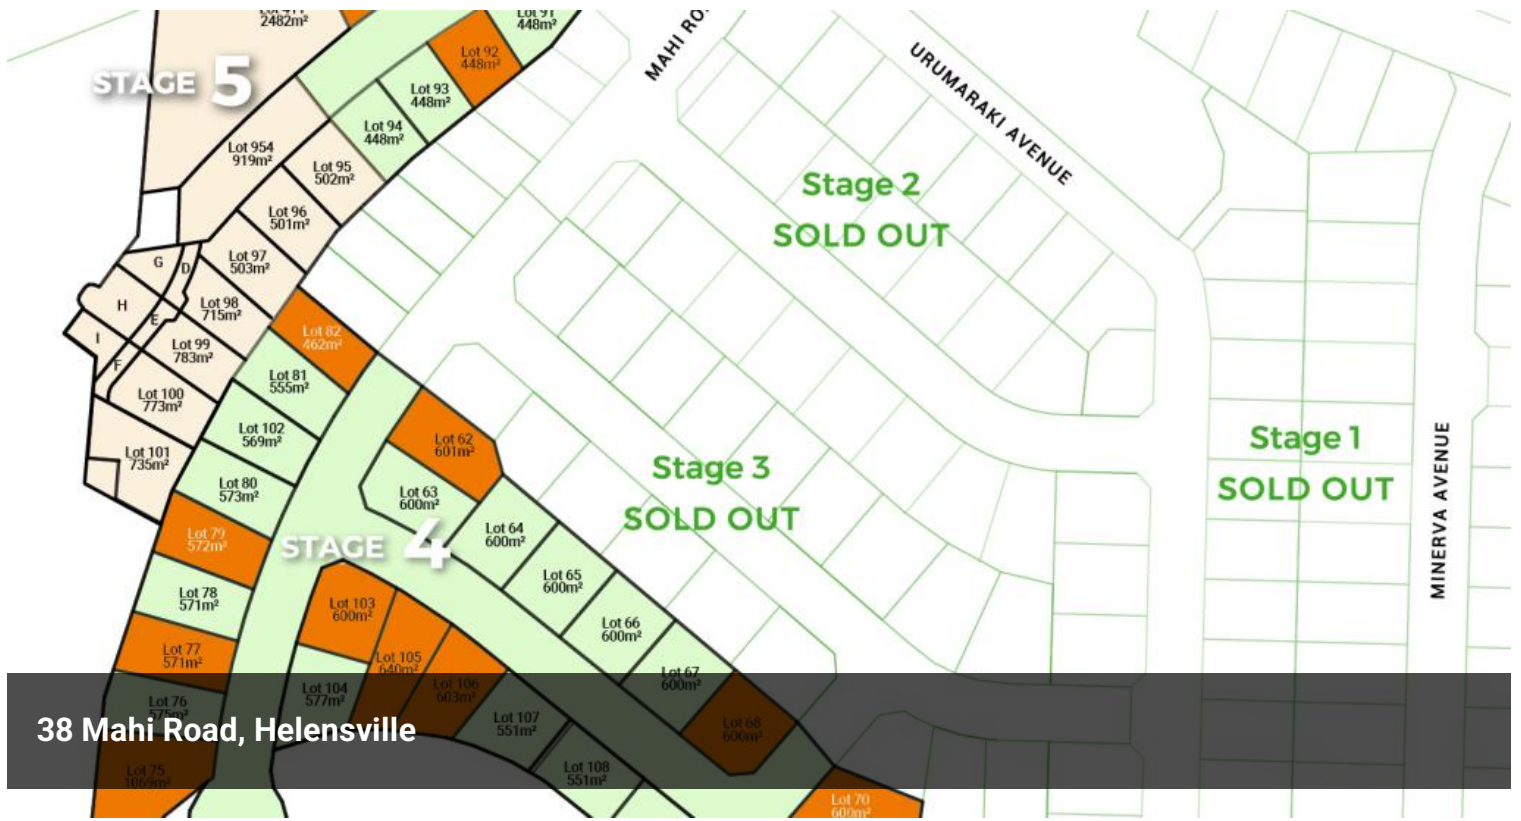 Lot 411
2482m²
Lot 91
448m²
Lot 92
448m²
Lot 93
448m²
Lot 94
448m²
STAGE 5
MAHI RO
URUMARAKI AVENUE
Lot 954
919m²
Lot 95
502m²
Lot 96
501m²
Lot 97
503m²
Lot 98
715m²
Lot 99
783m²
Lot 100
773m²
Lot 101
735m²
G
D
H
E
I
F
Stage 2
SOLD OUT
Lot 82
462m²
Lot 81
555m²
Lot 102
569m²
Lot 80
573m²
Lot 79
572m²
Lot 78
571m²
Lot 77
571m²
Lot 76
575m²
Lot 75
1069m²
Lot 62
601m²
Lot 63
600m²
Lot 64
600m²
Lot 65
600m²
Lot 66
600m²
Lot 67
600m²
Lot 68
600m²
Lot 70
600m²
STAGE 4
Lot 103
600m²
Lot 105
640m²
Lot 104
577m²
Lot 106
603m²
Lot 107
551m²
Lot 108
551m²
Stage 3
SOLD OUT
Stage 1
SOLD OUT
MINERVA AVENUE
38 Mahi Road, Helensville